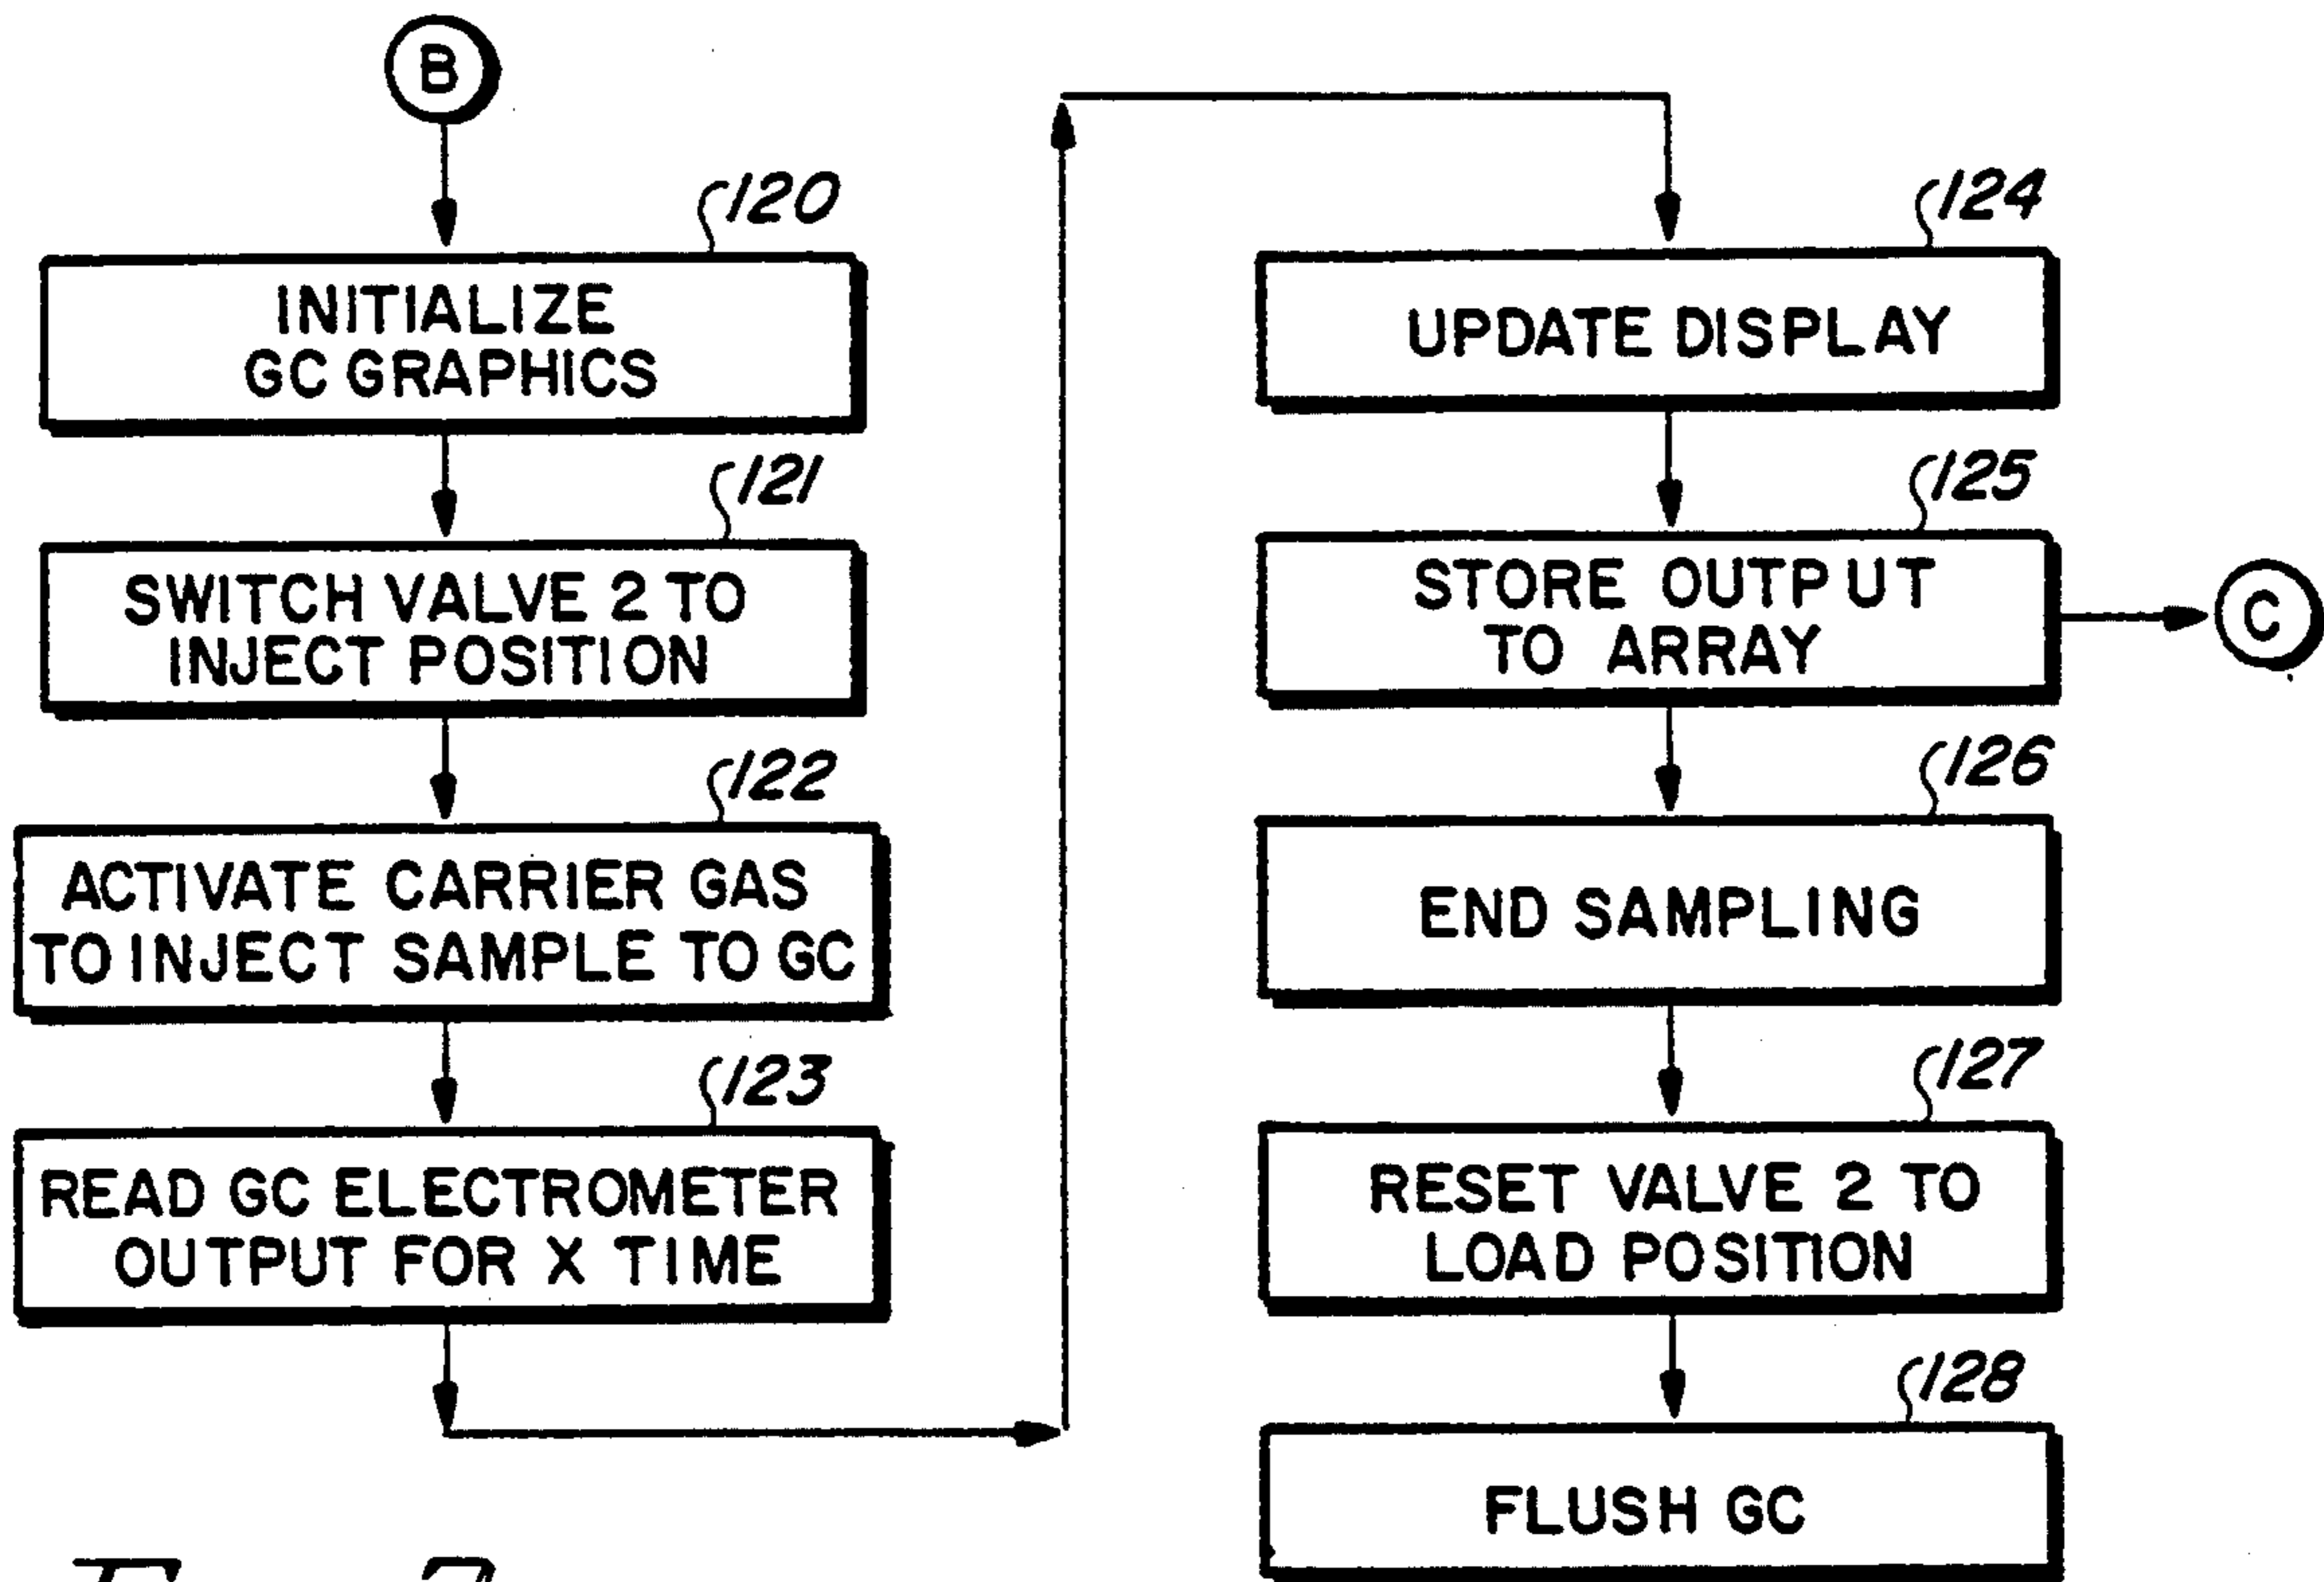 B
120
INITIALIZE
GC GRAPHICS
121
SWITCH VALVE 2 TO
INJECT POSITION
122
ACTIVATE CARRIER GAS
TO INJECT SAMPLE TO GC
123
READ GC ELECTROMETER
OUTPUT FOR X TIME
124
UPDATE DISPLAY
125
STORE OUTPUT
TO ARRAY
C
126
END SAMPLING
127
RESET VALVE 2 TO
LOAD POSITION
128
FLUSH GC